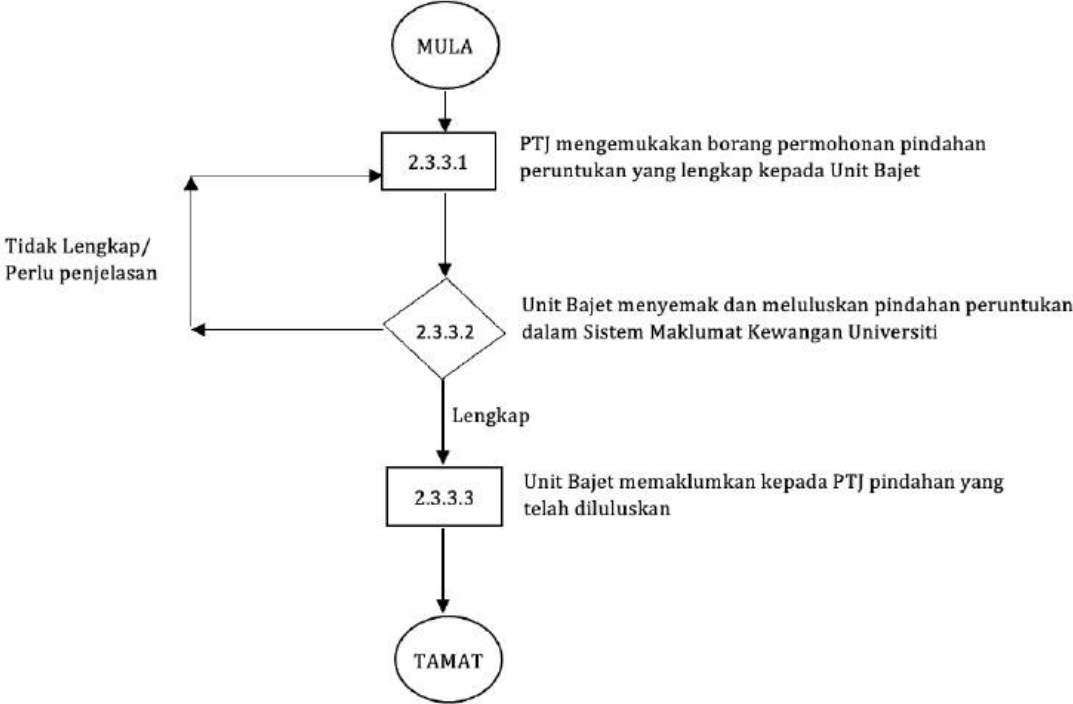 MULA
2.3.3.1
PTJ mengemukakan borang permohonan pindahan
peruntukan yang lengkap kepada Unit Bajet
Tidak Lengkap/
Perlu penjelasan
2.3.3.2
Unit Bajet menyemak dan meluluskan pindahan peruntukan
dalam Sistem Maklumat Kewangan Universiti
Lengkap
2.3.3.3
Unit Bajet memaklumkan kepada PTJ pindahan yang
telah diluluskan
TAMAT